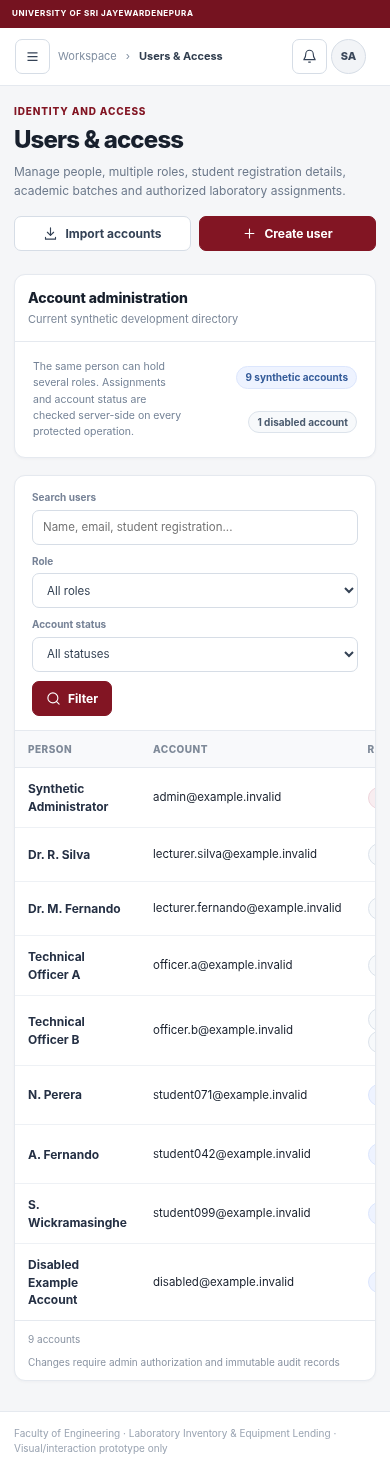 UNIVERSITY OF SRI JAYEWARDENEPURA
Workspace › Users & Access
SA
IDENTITY AND ACCESS
Users & access
Manage people, multiple roles, student registration details,
academic batches and authorized laboratory assignments.
Import accounts
Create user
Account administration
Current synthetic development directory
The same person can hold
several roles. Assignments
and account status are
checked server-side on every
protected operation.
9 synthetic accounts
1 disabled account
Search users
Name, email, student registration...
Role
All roles
Account status
All statuses
Filter
PERSON ACCOUNT R
Synthetic
Administrator
admin@example.invalid
Dr. R. Silva lecturer.silva@example.invalid
Dr. M. Fernando lecturer.fernando@example.invalid
Technical
Officer A
officer.a@example.invalid
Technical
Officer B
officer.b@example.invalid
N. Perera student071@example.invalid
A. Fernando student042@example.invalid
S.
Wickramasinghe
student099@example.invalid
Disabled
Example
Account
disabled@example.invalid
9 accounts
Changes require admin authorization and immutable audit records
Faculty of Engineering · Laboratory Inventory & Equipment Lending ·
Visual/interaction prototype only